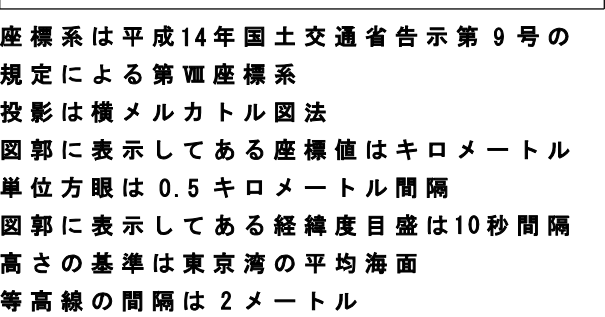 座標系は平成14年国土交通省告示第9号の
規定による第Ⅷ座標系
投影は横メルカトル図法
図郭に表示してある座標値はキロメートル
単位方眼は0.5キロメートル間隔
図郭に表示してある経緯度目盛は10秒間隔
高さの基準は東京湾の平均海面
等高線の間隔は2メートル